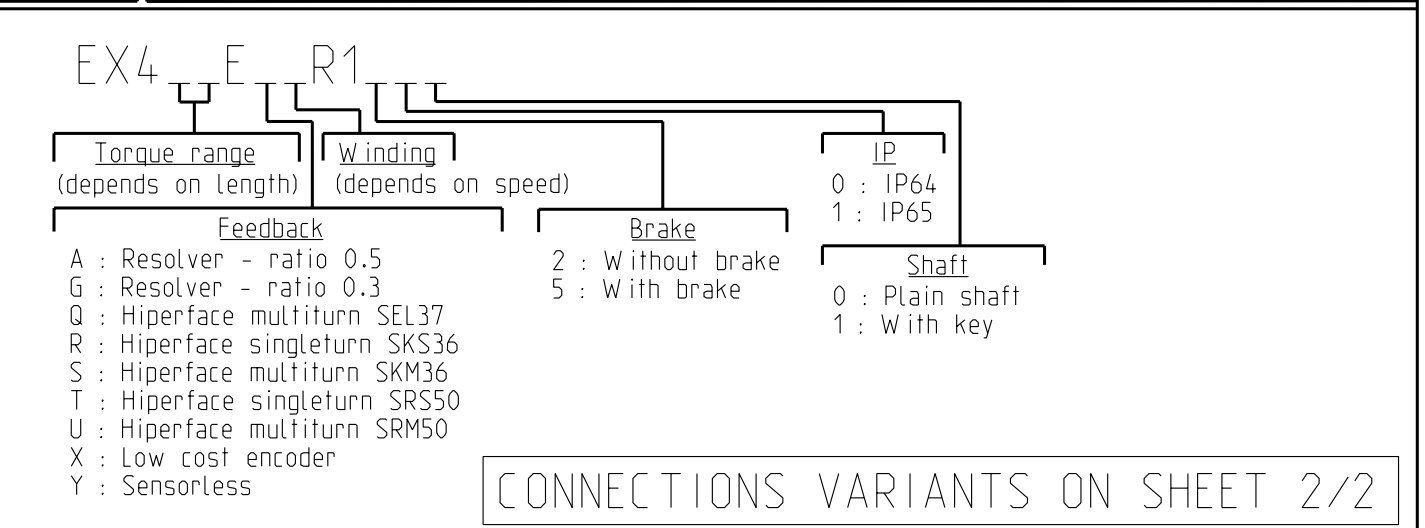 EX4__E__R1___
Torque range
(depends on length)
Winding
(depends on speed)
Feedback
A : Resolver - ratio 0.5
G : Resolver - ratio 0.3
Q : Hiperface multiturn SEL37
R : Hiperface singleturn SKS36
S : Hiperface multiturn SKM36
T : Hiperface singleturn SRS50
U : Hiperface multiturn SRM50
X : Low cost encoder
Y : Sensorless
Brake
2 : Without brake
5 : With brake
IP
0 : IP64
1 : IP65
Shaft
0 : Plain shaft
1 : With key
CONNECTIONS VARIANTS ON SHEET 2/2